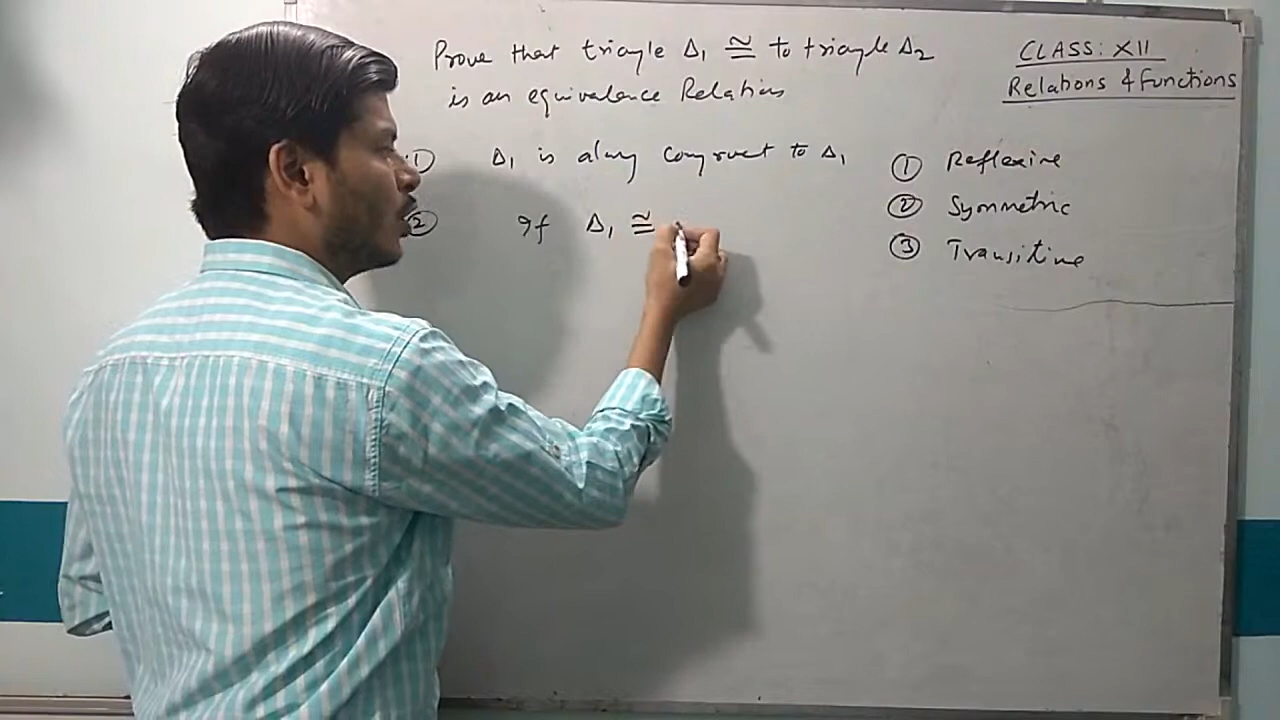 Prove that triangle Δ₁ ≅ to triangle Δ₂
is an equivalence Relation
CLASS: XII
Relations & Functions
① Δ₁ is always congruent to Δ₁
② If Δ₁ ≅
① Reflexive
② Symmetric
③ Transitive